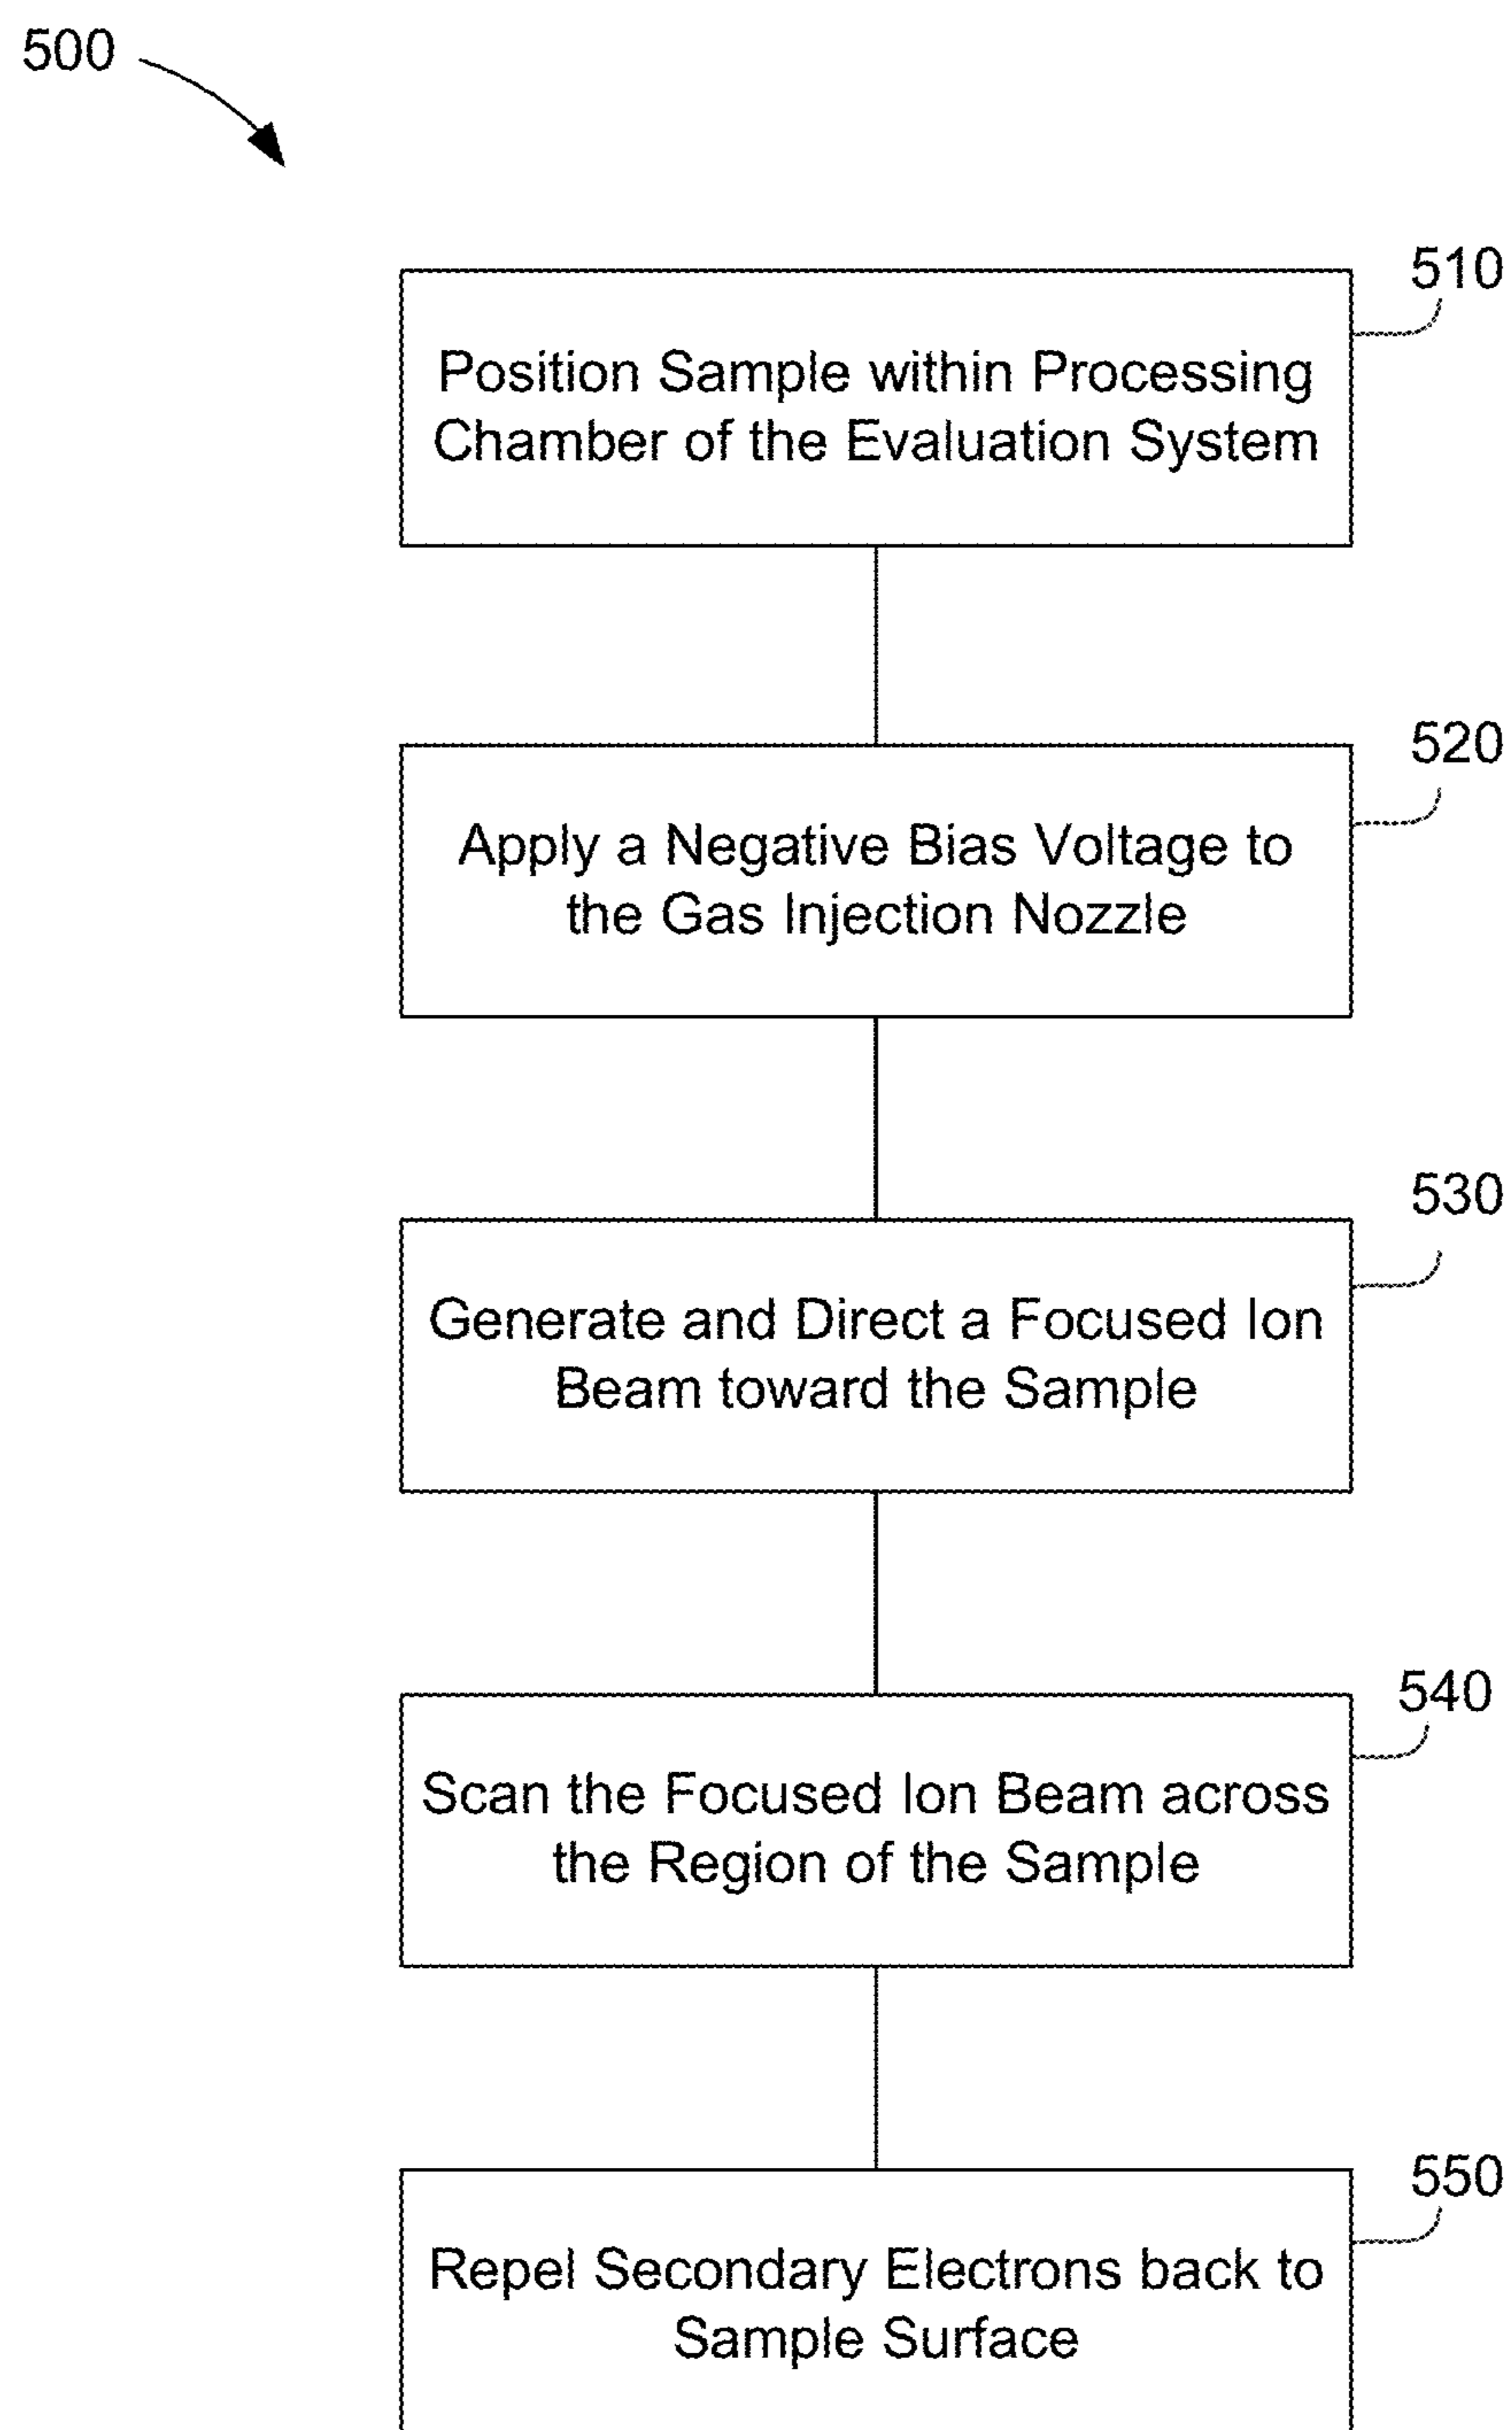 500
510
Position Sample within Processing
Chamber of the Evaluation System
520
Apply a Negative Bias Voltage to
the Gas Injection Nozzle
530
Generate and Direct a Focused Ion
Beam toward the Sample
540
Scan the Focused Ion Beam across
the Region of the Sample
550
Repel Secondary Electrons back to
Sample Surface